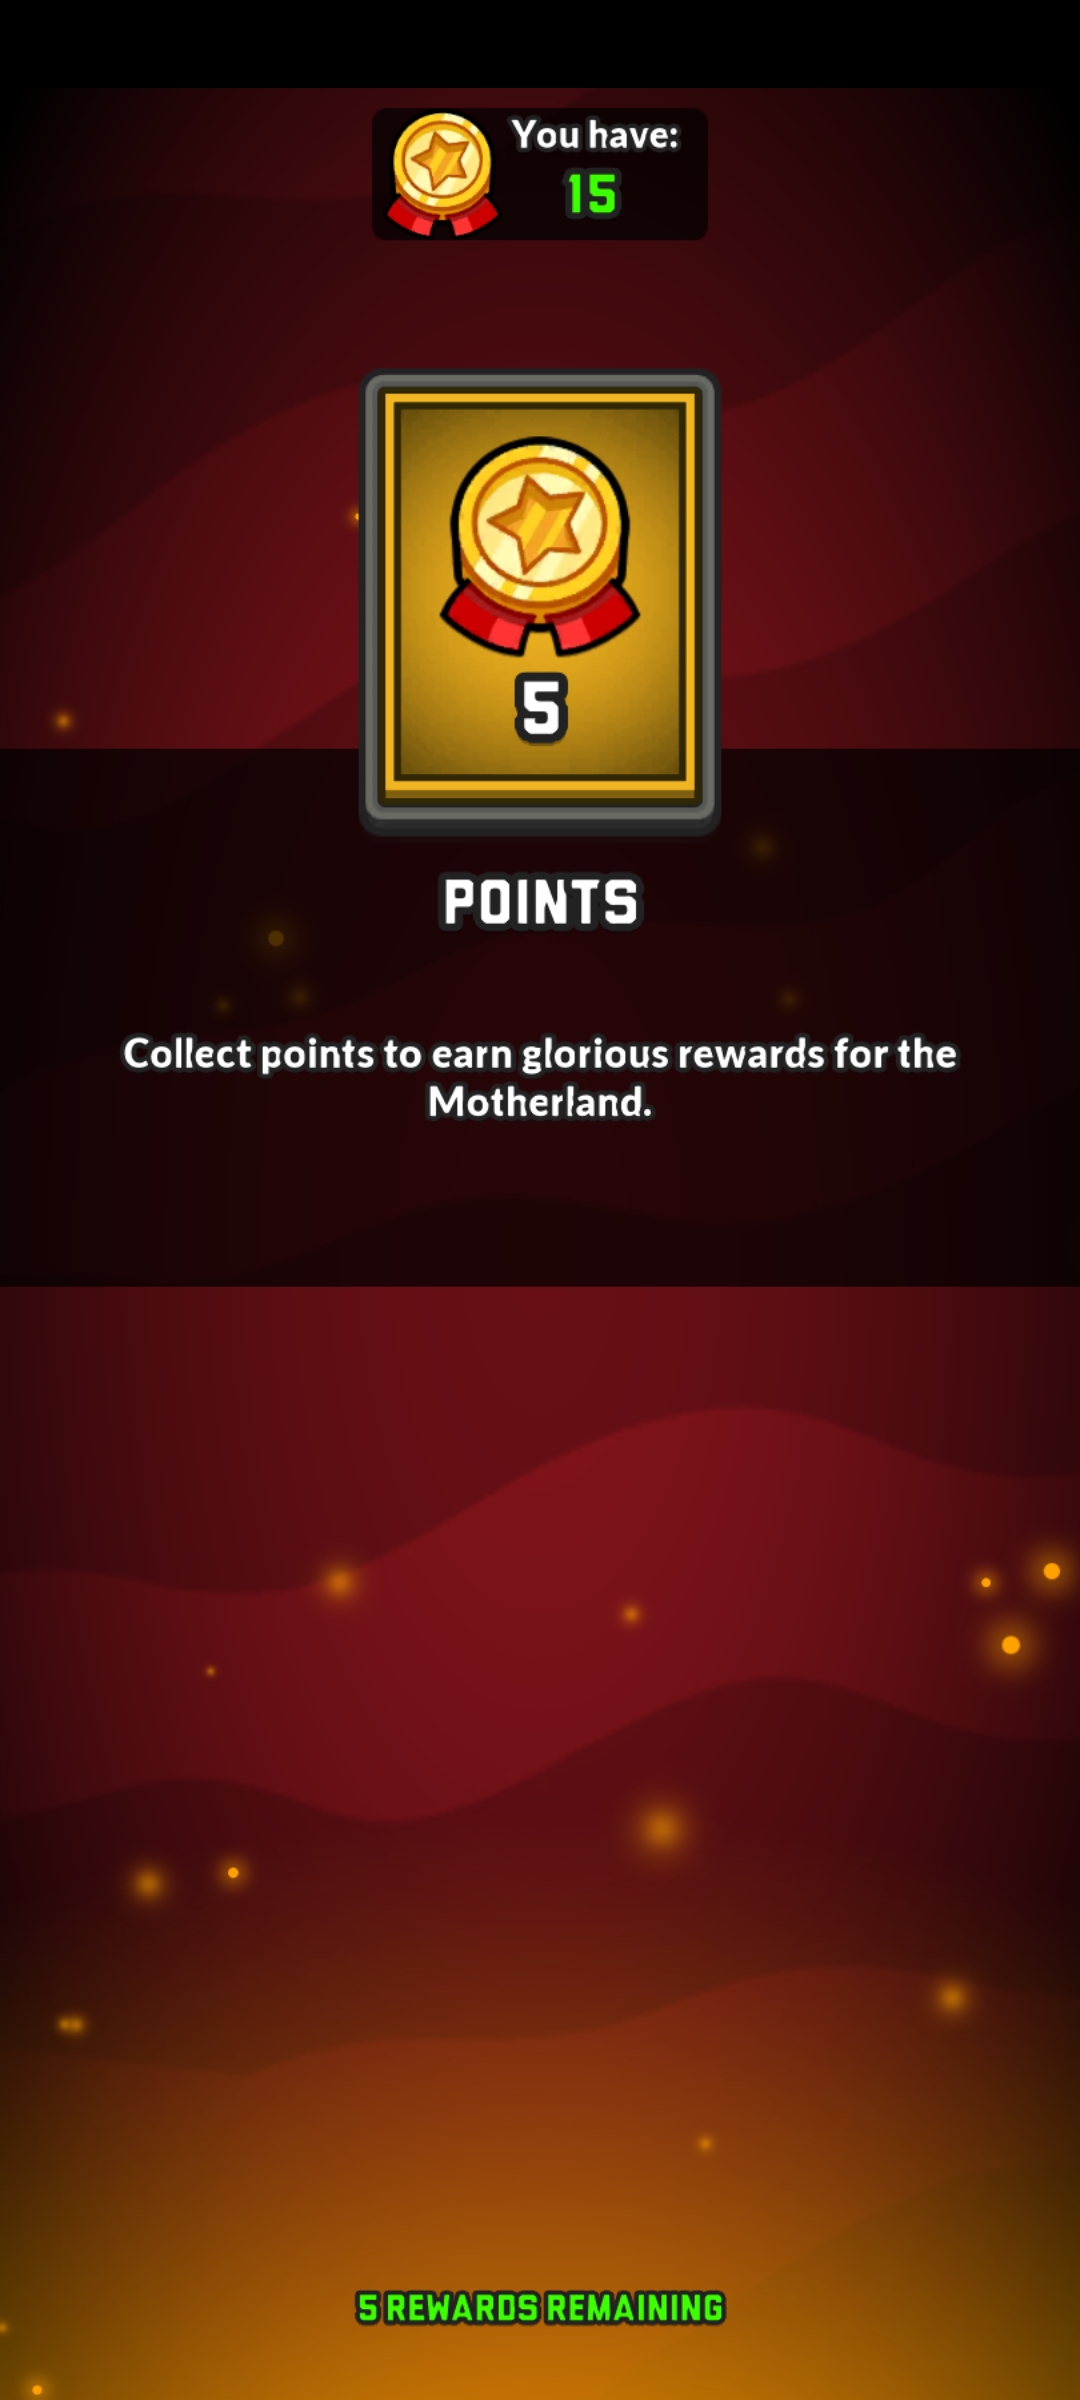 You have:
15
5
POINTS
Collect points to earn glorious rewards for the
Motherland.
5 REWARDS REMAINING